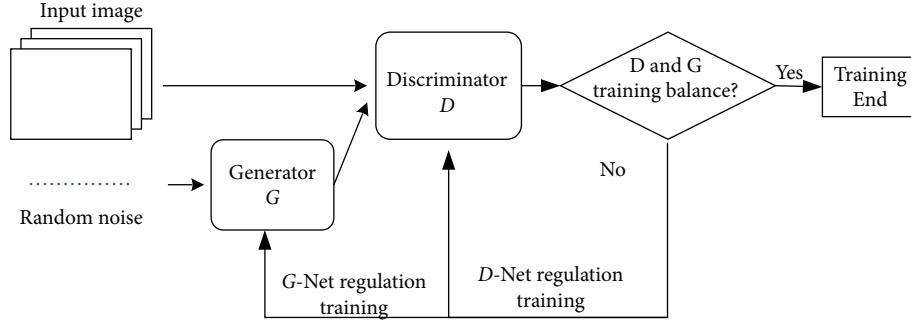 Input image
Discriminator
D
D and G
training balance?
Yes
Training
End
Generator
G
No
Random noise
G-Net regulation
training
D-Net regulation
training